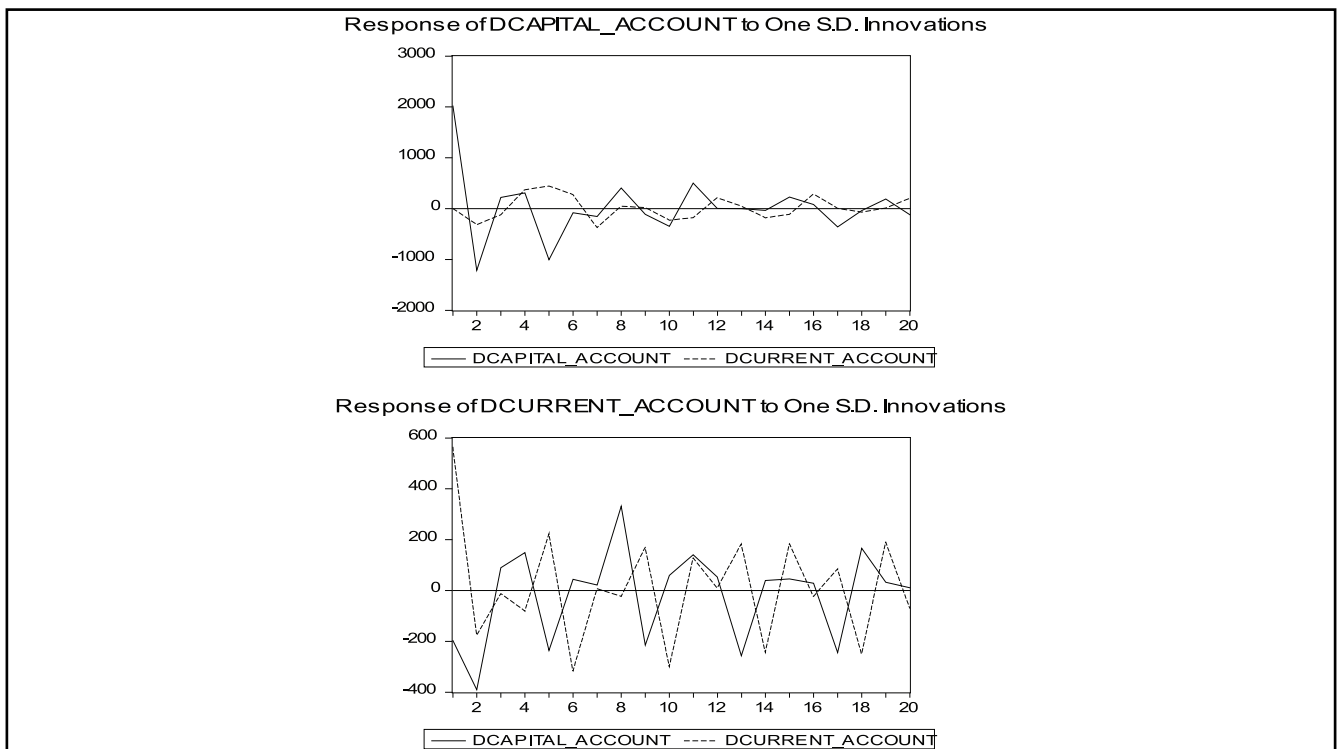 Response of DCAPITAL_ACCOUNT to One S.D. Innovations
3000
2000
1000
0
-1000
-2000
2 4 6 8 10 12 14 16 18 20
DCAPITAL_ACCOUNT DCURRENT_ACCOUNT
Response of DCURRENT_ACCOUNT to One S.D. Innovations
600
400
200
0
-200
-400
2 4 6 8 10 12 14 16 18 20
DCAPITAL_ACCOUNT DCURRENT_ACCOUNT